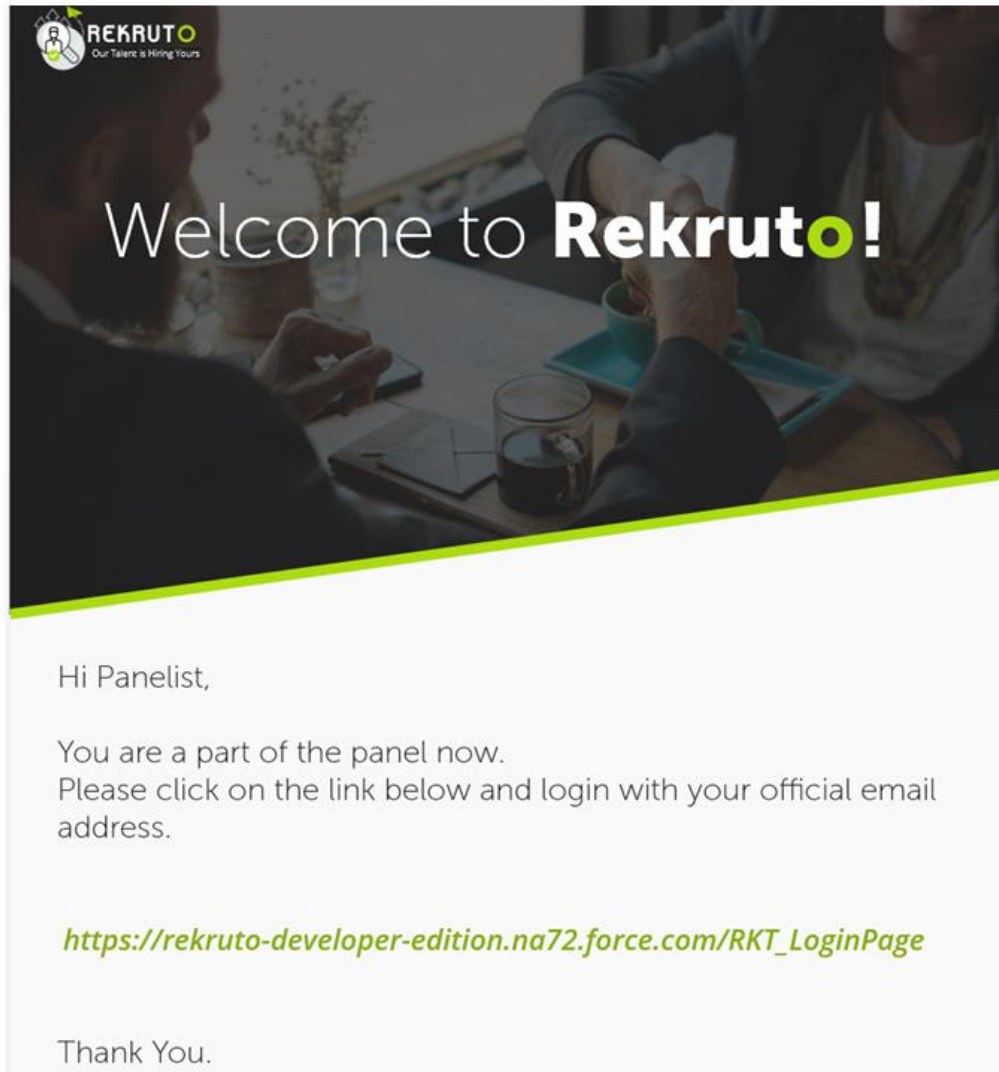 REKRUTO
Our Talent is Hiring Yours
Welcome to Rekruto!
Hi Panelist,
You are a part of the panel now.
Please click on the link below and login with your official email
address.
https://rekruto-developer-edition.na72.force.com/RKT_LoginPage
Thank You.